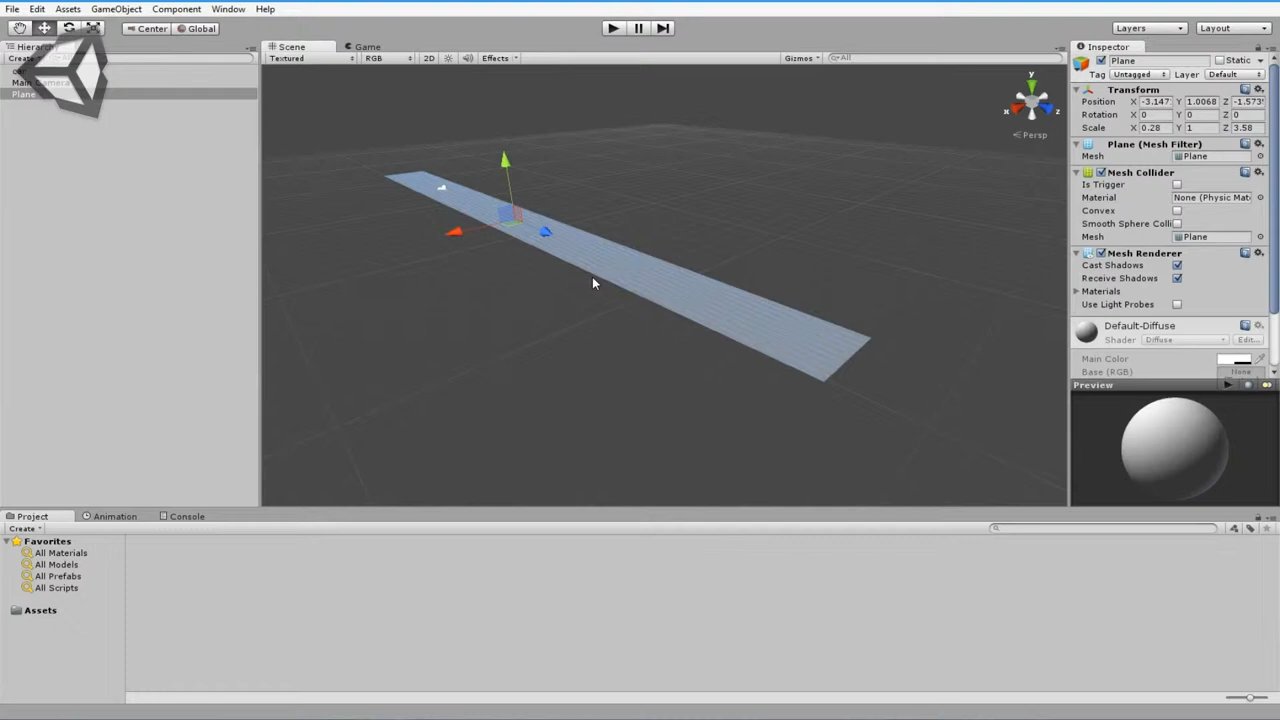 File Edit Assets GameObject Component Window Help
Center Global Layers Layout
Hierarchy Scene Game Inspector
Create Textured RGB 2D Effects Gizmos All
Plane Static
Main Camera Tag Untagged Layer Default
Plane Transform
Position X -3.147 Y 1.0068 Z -1.573
Rotation X 0 Y 0 Z 0
Scale X 0.28 Y 1 Z 3.58
y
x z
Persp
Plane (Mesh Filter)
Mesh Plane
Mesh Collider
Is Trigger
Material None (Physic Mat
Convex
Smooth Sphere Colli
Mesh Plane
Mesh Renderer
Cast Shadows
Receive Shadows
Materials
Use Light Probes
Default-Diffuse
Shader Diffuse Edit...
Main Color
Base (RGB) None
Preview
Project Animation Console
Create
Favorites
All Materials
All Models
All Prefabs
All Scripts
Assets